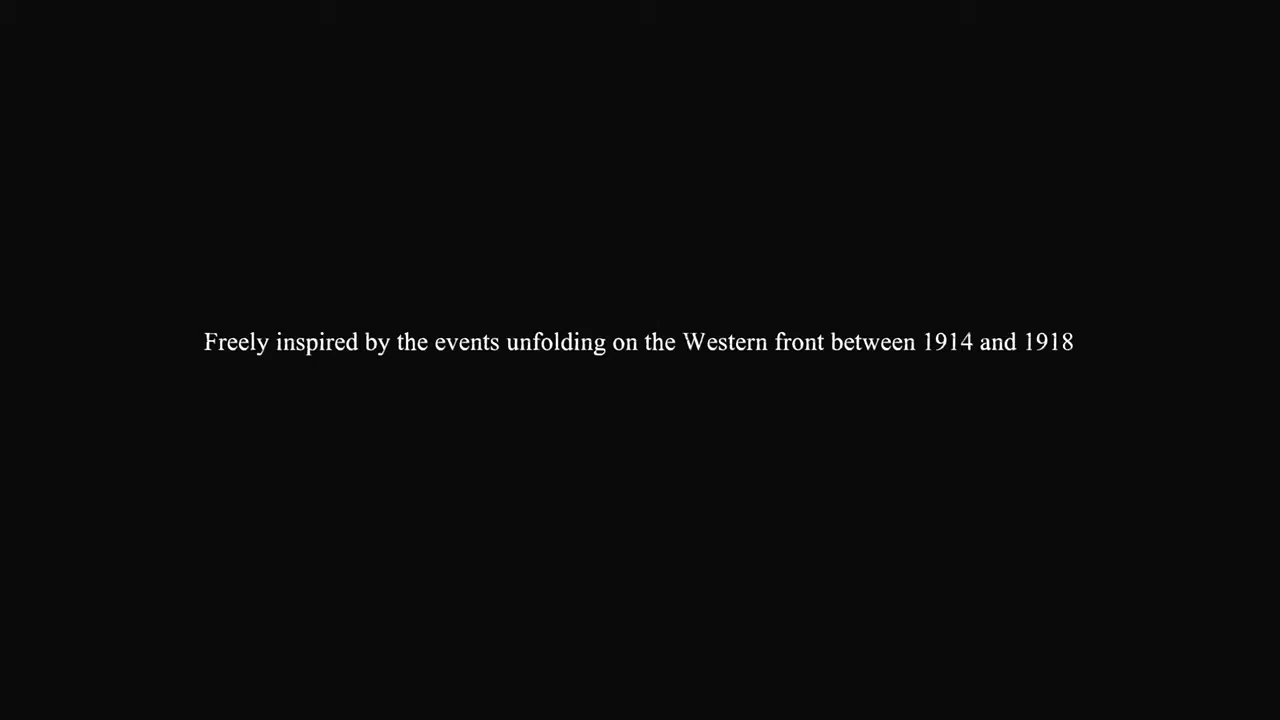 Freely inspired by the events unfolding on the Western front between 1914 and 1918